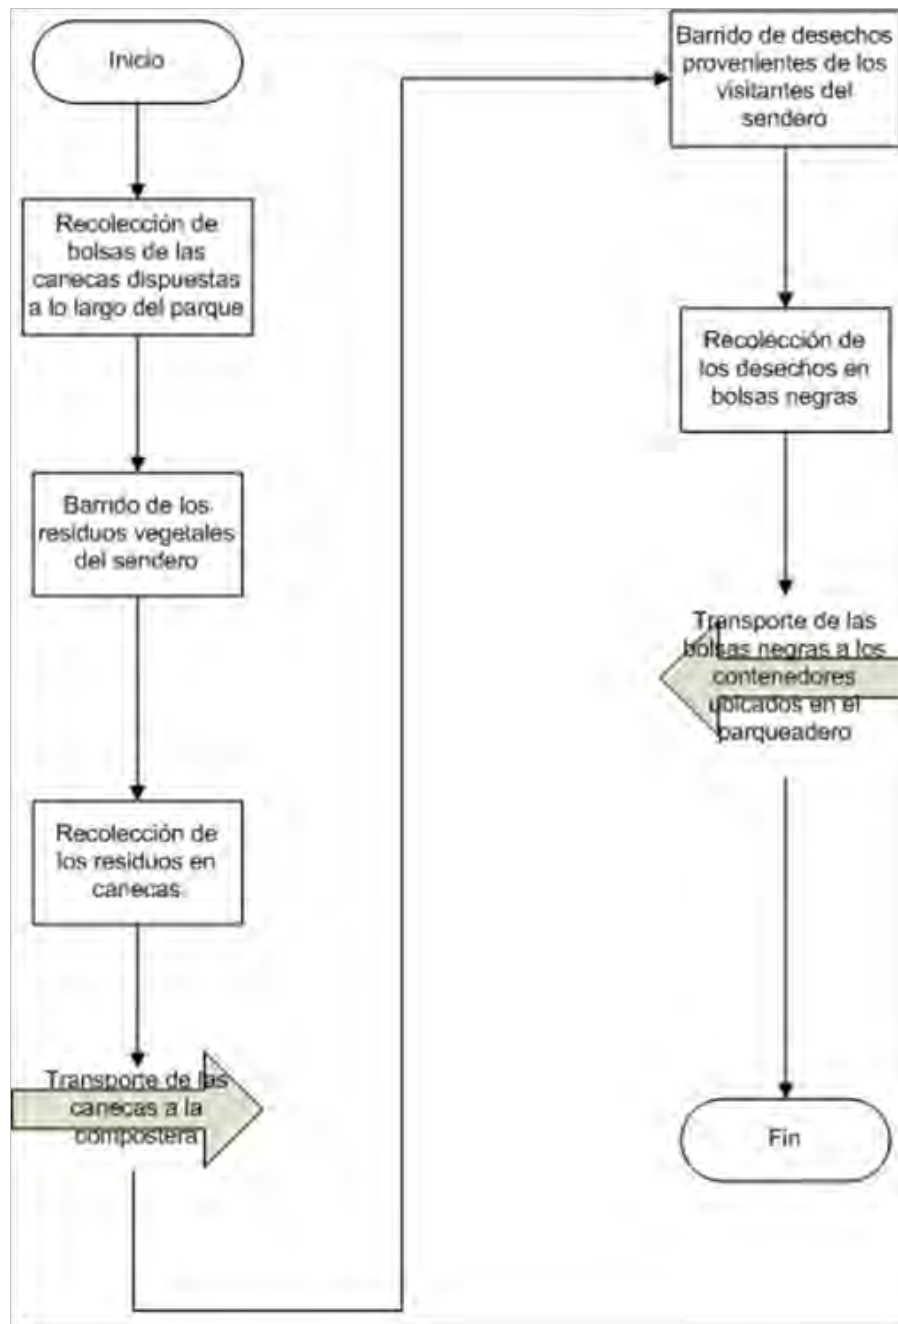 Inicio
Recolección de
bolsas de las
canecas dispuestas
a lo largo del parque
Barrido de los
residuos vegetales
del sendero
Recolección de
los residuos en
canecas.
Transporte de las
canecas a la
compostera
Barrido de desechos
provenientes de los
visitantes del
sendero
Recolección de
los desechos en
bolsas negras
Transporte de las
bolsas negras a los
contenedores
ubicados en el
parqueadero
Fin